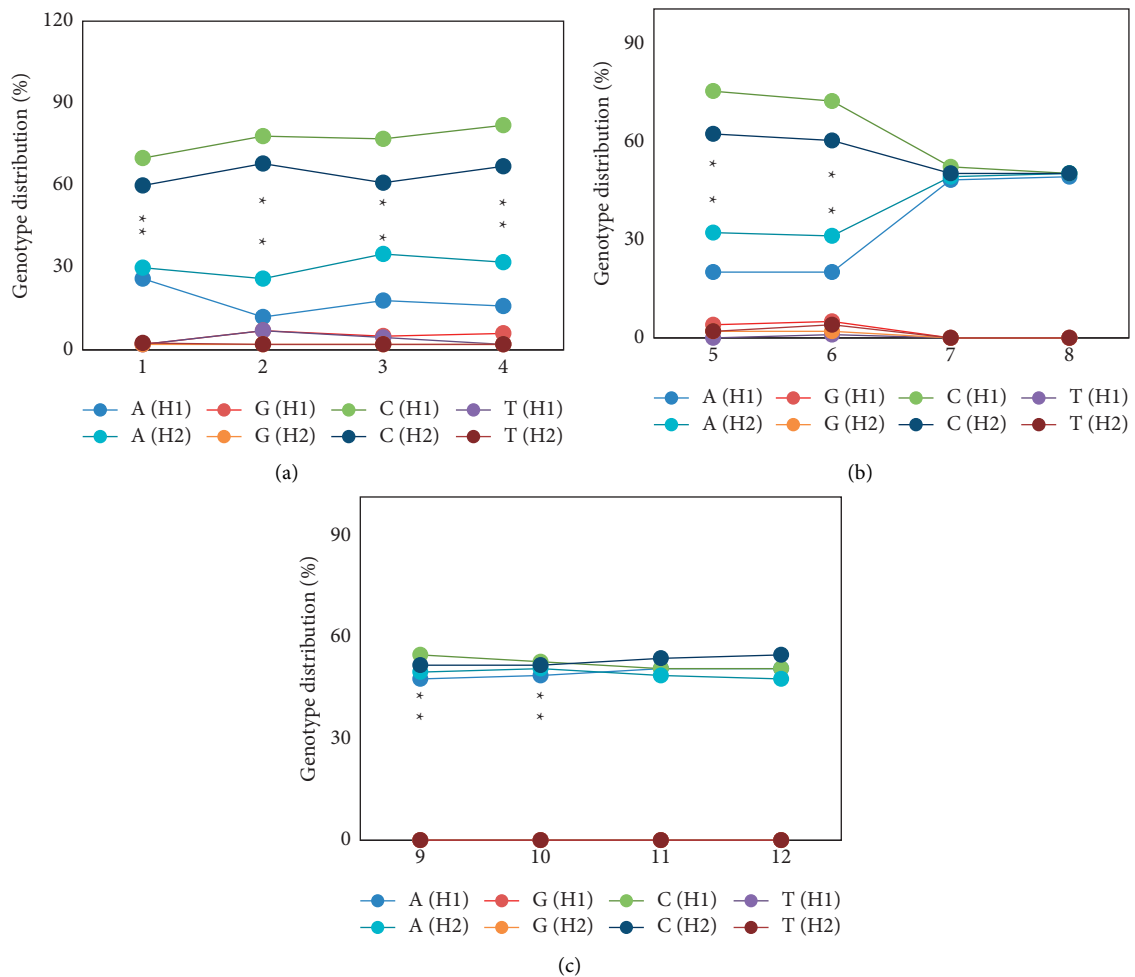 120
90
60
30
0
Genotype distribution (%)
* * * * * * * *
1 2 3 4
A (H1) G (H1) C (H1) T (H1)
A (H2) G (H2) C (H2) T (H2)
(a)
90
60
30
0
Genotype distribution (%)
* * * *
5 6 7 8
A (H1) G (H1) C (H1) T (H1)
A (H2) G (H2) C (H2) T (H2)
(b)
90
60
30
0
Genotype distribution (%)
* * * *
9 10 11 12
A (H1) G (H1) C (H1) T (H1)
A (H2) G (H2) C (H2) T (H2)
(c)